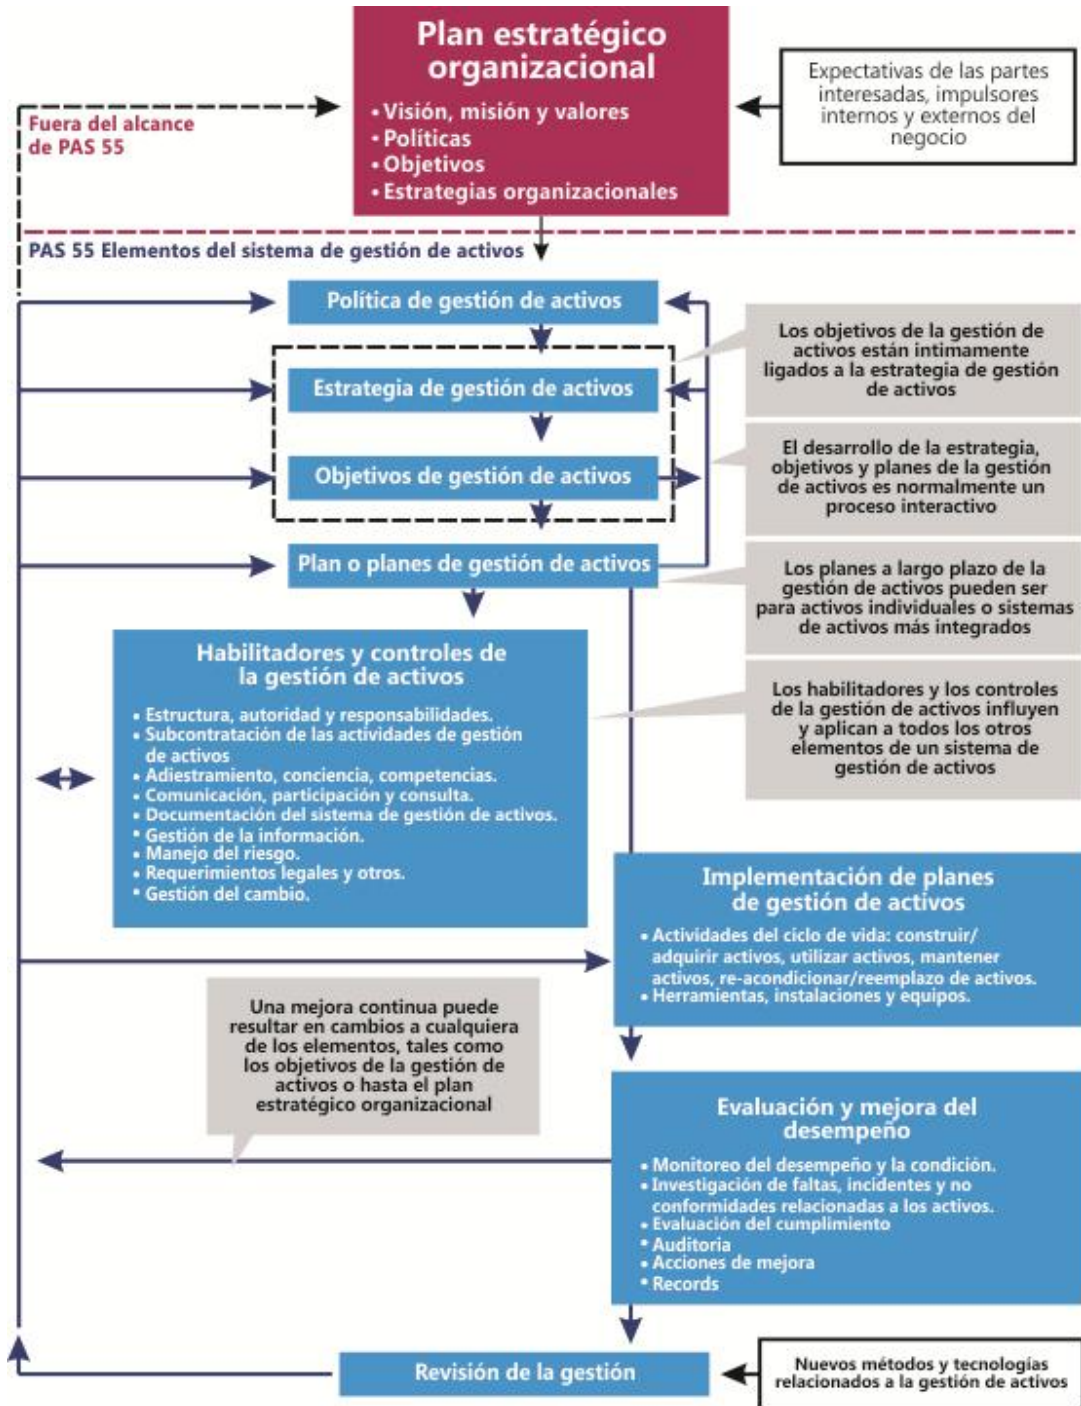 Plan estratégico
organizacional
• Visión, misión y valores
• Políticas
• Objetivos
• Estrategias organizacionales
Expectativas de las partes
interesadas, impulsores
internos y externos del
negocio
Fuera del alcance
de PAS 55
PAS 55 Elementos del sistema de gestión de activos
Política de gestión de activos
Los objetivos de la gestión de
activos están intimamente
ligados a la estrategia de gestión
de activos
Estrategia de gestión de activos
Objetivos de gestión de activos
El desarrollo de la estrategia,
objetivos y planes de la gestión
de activos es normalmente un
proceso interactivo
Plan o planes de gestión de activos
Los planes a largo plazo de la
gestión de activos pueden ser
para activos individuales o sistemas
de activos más integrados
Habilitadores y controles de
la gestión de activos
• Estructura, autoridad y responsabilidades.
• Subcontratación de las actividades de gestión
de activos
• Adiestramiento, conciencia, competencias.
• Comunicación, participación y consulta.
• Documentación del sistema de gestión de activos.
• Gestión de la información.
• Manejo del riesgo.
• Requerimientos legales y otros.
• Gestión del cambio.
Los habilitadores y los controles
de la gestión de activos influyen
y aplican a todos los otros
elementos de un sistema de
gestión de activos
Implementación de planes
de gestión de activos
• Actividades del ciclo de vida: construir/
adquirir activos, utilizar activos, mantener
activos, re-acondicionar/reemplazo de activos.
• Herramientas, instalaciones y equipos.
Una mejora continua puede
resultar en cambios a cualquiera
de los elementos, tales como
los objetivos de la gestión de
activos o hasta el plan
estratégico organizacional
Evaluación y mejora del
desempeño
• Monitoreo del desempeño y la condición.
• Investigación de faltas, incidentes y no
conformidades relacionadas a los activos.
• Evaluación del cumplimiento
• Auditoria
• Acciones de mejora
• Records
Revisión de la gestión
Nuevos métodos y tecnologías
relacionados a la gestión de activos